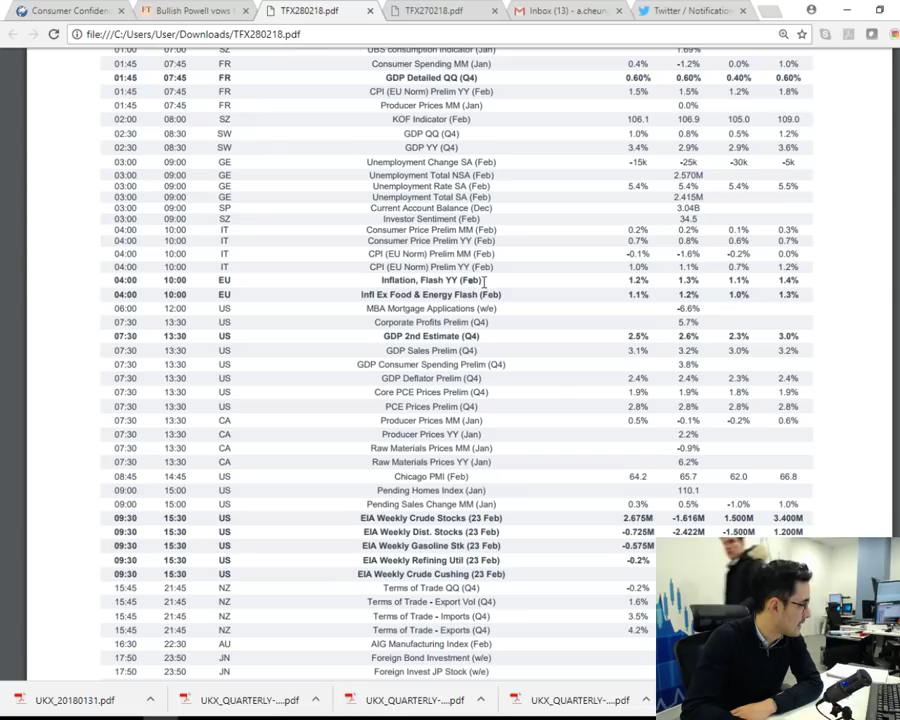 Consumer Confidenc
Bullish Powell vows
TFX280218.pdf
TFX270218.pdf
Inbox (13) - a.cheun
Twitter / Notification
file:///C:/Users/User/Downloads/TFX280218.pdf
01:00 07:00 SZ UBS consumption Indicator (Jan) 1.69%
01:45 07:45 FR Consumer Spending MM (Jan) 0.4% -1.2% 0.0% 1.0%
01:45 07:45 FR GDP Detailed QQ (Q4) 0.60% 0.60% 0.40% 0.60%
01:45 07:45 FR CPI (EU Norm) Prelim YY (Feb) 1.5% 1.5% 1.2% 1.8%
01:45 07:45 FR Producer Prices MM (Jan) 0.0%
02:00 08:00 SZ KOF Indicator (Feb) 106.1 106.9 105.0 109.0
02:30 08:30 SW GDP QQ (Q4) 1.0% 0.8% 0.5% 1.2%
02:30 08:30 SW GDP YY (Q4) 3.4% 2.9% 2.9% 3.6%
03:00 09:00 GE Unemployment Change SA (Feb) -15k -25k -30k -5k
03:00 09:00 GE Unemployment Total NSA (Feb) 2.570M
03:00 09:00 GE Unemployment Rate SA (Feb) 5.4% 5.4% 5.4% 5.5%
03:00 09:00 GE Unemployment Total SA (Feb) 2.415M
03:00 09:00 SP Current Account Balance (Dec) 3.04B
03:00 09:00 SZ Investor Sentiment (Feb) 34.5
04:00 10:00 IT Consumer Price Prelim MM (Feb) 0.2% 0.2% 0.1% 0.3%
04:00 10:00 IT Consumer Price Prelim YY (Feb) 0.7% 0.8% 0.6% 0.7%
04:00 10:00 IT CPI (EU Norm) Prelim MM (Feb) -0.1% -1.6% -0.2% 0.0%
04:00 10:00 IT CPI (EU Norm) Prelim YY (Feb) 1.0% 1.1% 0.7% 1.2%
04:00 10:00 EU Inflation, Flash YY (Feb) 1.2% 1.3% 1.1% 1.4%
04:00 10:00 EU Infl Ex Food & Energy Flash (Feb) 1.1% 1.2% 1.0% 1.3%
06:00 12:00 US MBA Mortgage Applications (w/e) -6.6%
07:30 13:30 US Corporate Profits Prelim (Q4) 5.7%
07:30 13:30 US GDP 2nd Estimate (Q4) 2.5% 2.6% 2.3% 3.0%
07:30 13:30 US GDP Sales Prelim (Q4) 3.1% 3.2% 3.0% 3.2%
07:30 13:30 US GDP Consumer Spending Prelim (Q4) 3.8%
07:30 13:30 US GDP Deflator Prelim (Q4) 2.4% 2.4% 2.3% 2.4%
07:30 13:30 US Core PCE Prices Prelim (Q4) 1.9% 1.9% 1.8% 1.9%
07:30 13:30 US PCE Prices Prelim (Q4) 2.8% 2.8% 2.8% 2.8%
07:30 13:30 CA Producer Prices MM (Jan) 0.5% -0.1% -0.2% 0.6%
07:30 13:30 CA Producer Prices YY (Jan) 2.2%
07:30 13:30 CA Raw Materials Prices MM (Jan) -0.9%
07:30 13:30 CA Raw Materials Prices YY (Jan) 6.2%
08:45 14:45 US Chicago PMI (Feb) 64.2 65.7 62.0 66.8
09:00 15:00 US Pending Homes Index (Jan) 110.1
09:00 15:00 US Pending Sales Change MM (Jan) 0.3% 0.5% -1.0% 1.0%
09:30 15:30 US EIA Weekly Crude Stocks (23 Feb) 2.675M -1.616M 1.500M 3.400M
09:30 15:30 US EIA Weekly Dist. Stocks (23 Feb) -0.725M -2.422M -1.500M 1.200M
09:30 15:30 US EIA Weekly Gasoline Stk (23 Feb) -0.575M
09:30 15:30 US EIA Weekly Refining Util (23 Feb) -0.2%
09:30 15:30 US EIA Weekly Crude Cushing (23 Feb)
15:45 21:45 NZ Terms of Trade QQ (Q4) -0.2%
15:45 21:45 NZ Terms of Trade - Export Vol (Q4) 1.6%
15:45 21:45 NZ Terms of Trade - Imports (Q4) 3.5%
15:45 21:45 NZ Terms of Trade - Exports (Q4) 4.2%
16:30 22:30 AU AIG Manufacturing Index (Feb)
17:50 23:50 JN Foreign Bond Investment (w/e)
17:50 23:50 JN Foreign Invest JP Stock (w/e)
UKX_20180131.pdf
UKX_QUARTERLY-....pdf
UKX_QUARTERLY-....pdf
UKX_QUARTERLY-....pdf